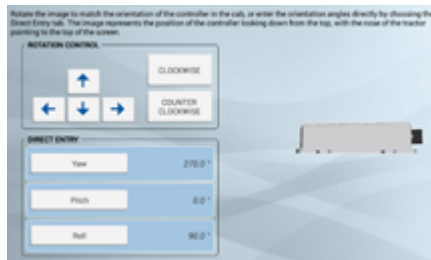 Rotate the image to match the orientation of the controller in the cab, or enter the orientation angles directly by choosing the
Direct Entry tab. The image represents the position of the controller looking down from the top, with the nose of the tractor
pointing to the top of the screen.
ROTATION CONTROL
CLOCKWISE
COUNTER
CLOCKWISE
DIRECT ENTRY
Yaw 270.0 °
Pitch 0.0 °
Roll 90.0 °